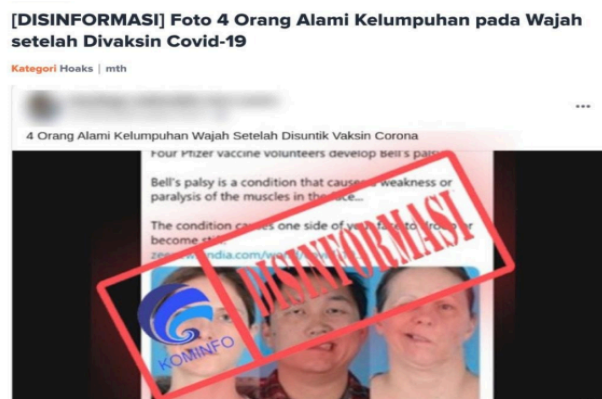 [DISINFORMASI] Foto 4 Orang Alami Kelumpuhan pada Wajah
setelah Divaksin Covid-19
Kategori Hoaks | mth
4 Orang Alami Kelumpuhan Wajah Setelah Disuntik Vaksin Corona
Four Pfizer vaccine volunteers develop Bell's palsy
Bell's palsy is a condition that causes weakness or
paralysis of the muscles in the face...
The condition causes one side of your face to droop or
become
DISINFORMASI
KOMINFO